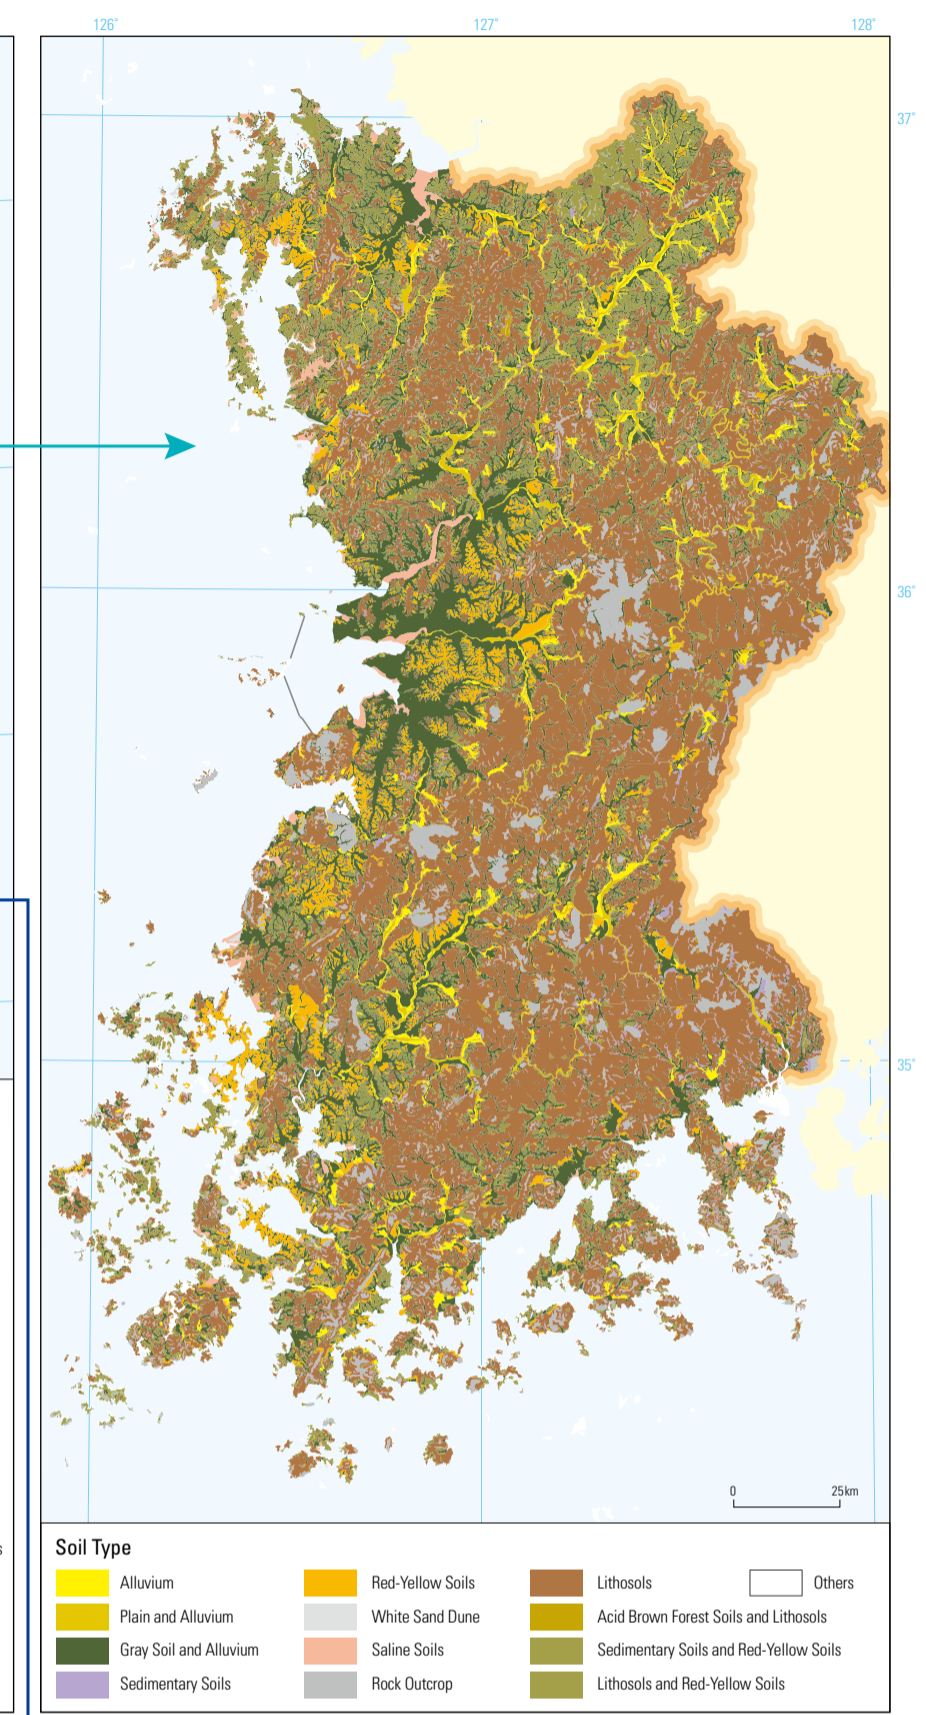 126°
127°
128°
37°
36°
35°
0
25km
s
Soil Type
Alluvium
Red-Yellow Soils
Lithosols
Others
Plain and Alluvium
White Sand Dune
Acid Brown Forest Soils and Lithosols
Gray Soil and Alluvium
Saline Soils
Sedimentary Soils and Red-Yellow Soils
Sedimentary Soils
Rock Outcrop
Lithosols and Red-Yellow Soils